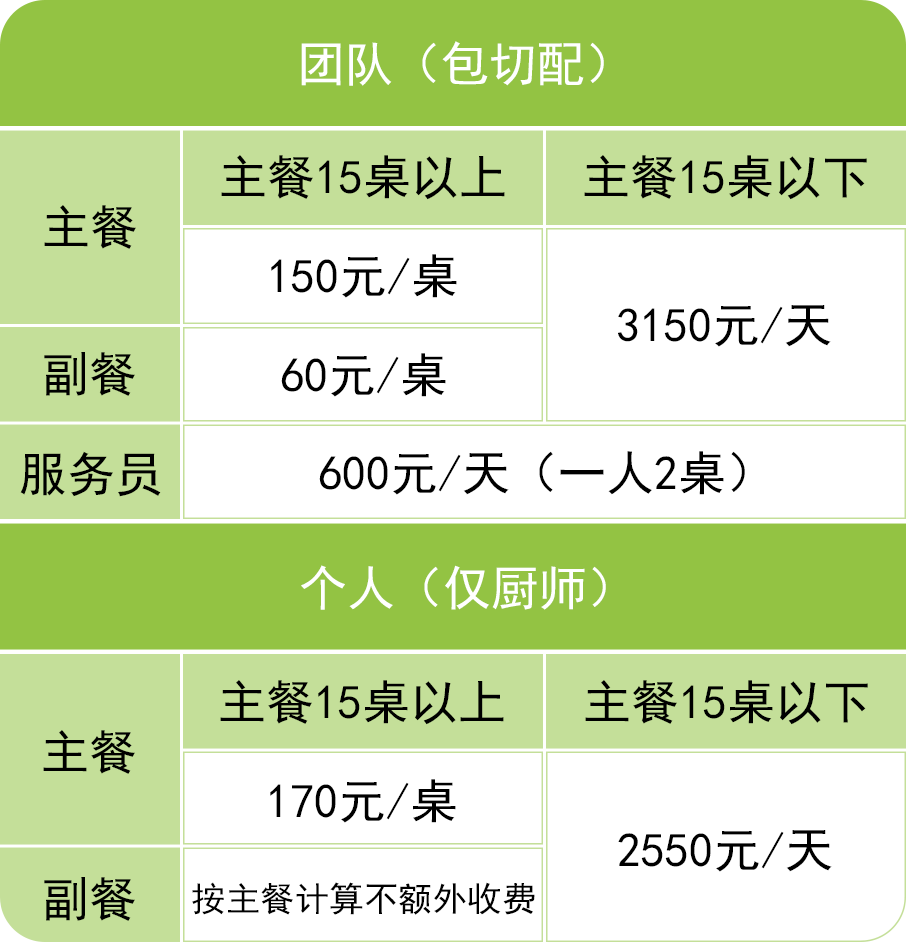 团队（包切配）
主餐
主餐15桌以上
主餐15桌以下
150元/桌
3150元/天
副餐
60元/桌
服务员
600元/天（一人2桌）
个人（仅厨师）
主餐
主餐15桌以上
主餐15桌以下
170元/桌
2550元/天
副餐
按主餐计算不额外收费